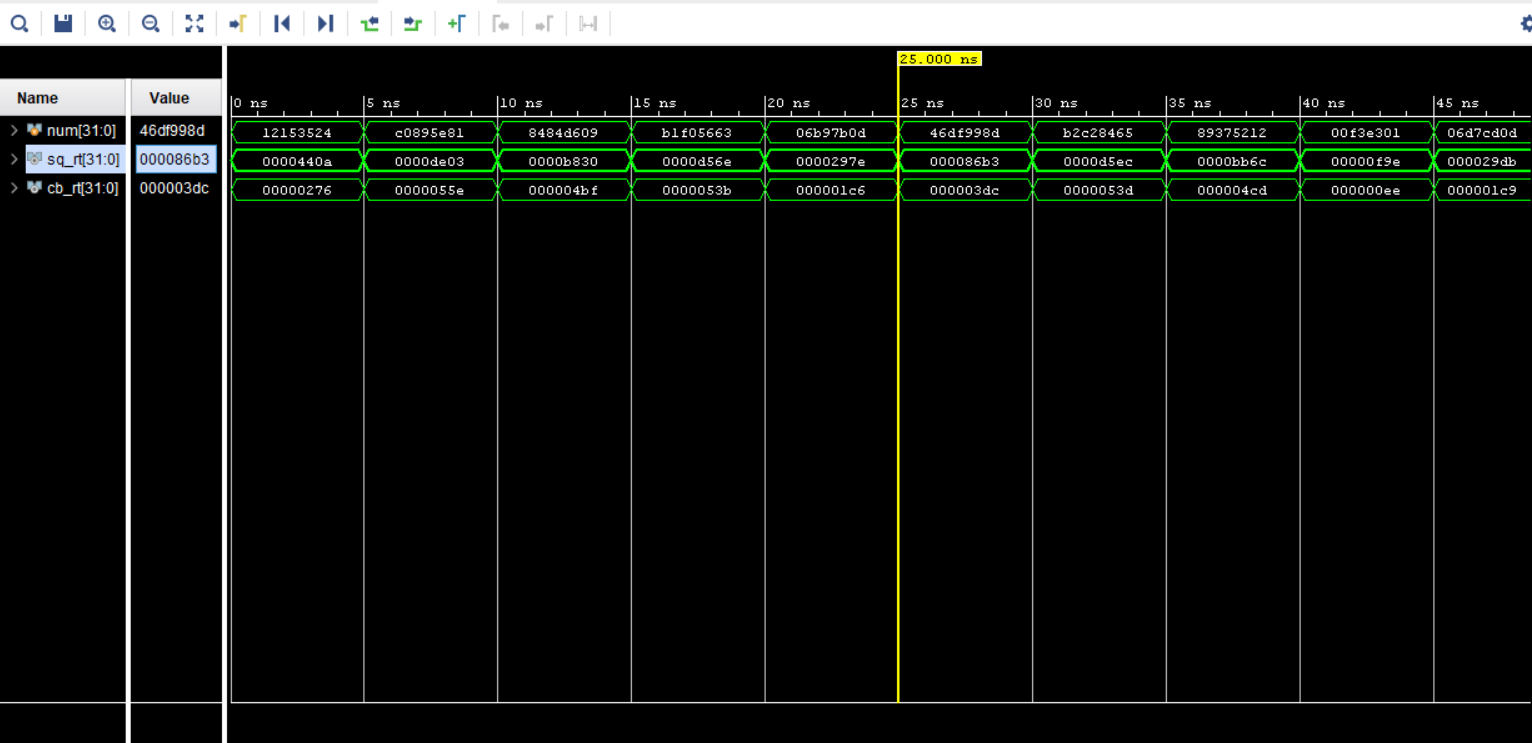 25.000 ns
Name Value 0 ns 5 ns 10 ns 15 ns 20 ns 25 ns 30 ns 35 ns 40 ns 45 ns
num[31:0] 46df998d 12153524 c0895e81 8484d609 b1f05663 06b97b0d 46df998d b2c28465 89375212 00f3e301 06d7cd0d
sq_rt[31:0] 000086b3 0000440a 0000de03 0000b830 0000d56e 0000297e 000086b3 0000d5ec 0000bb6c 00000f9e 000029db
cb_rt[31:0] 000003dc 00000276 0000055e 000004bf 0000053b 000001c6 000003dc 0000053d 000004cd 000000ee 000001c9